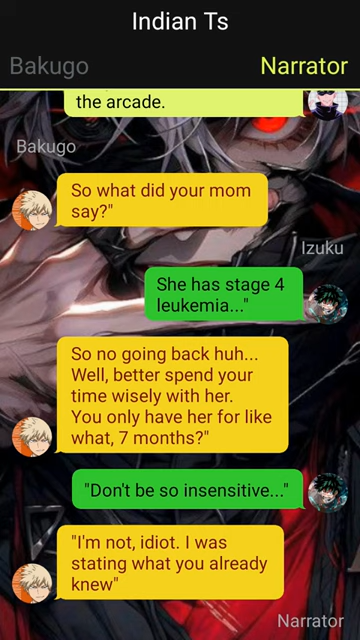 Indian Ts
Bakugo
Narrator
the arcade.
Bakugo
So what did your mom
say?"
Izuku
She has stage 4
leukemia..."
So no going back huh...
Well, better spend your
time wisely with her.
You only have her for like
what, 7 months?"
"Don't be so insensitive..."
"I'm not, idiot. I was
stating what you already
knew"
Narrator